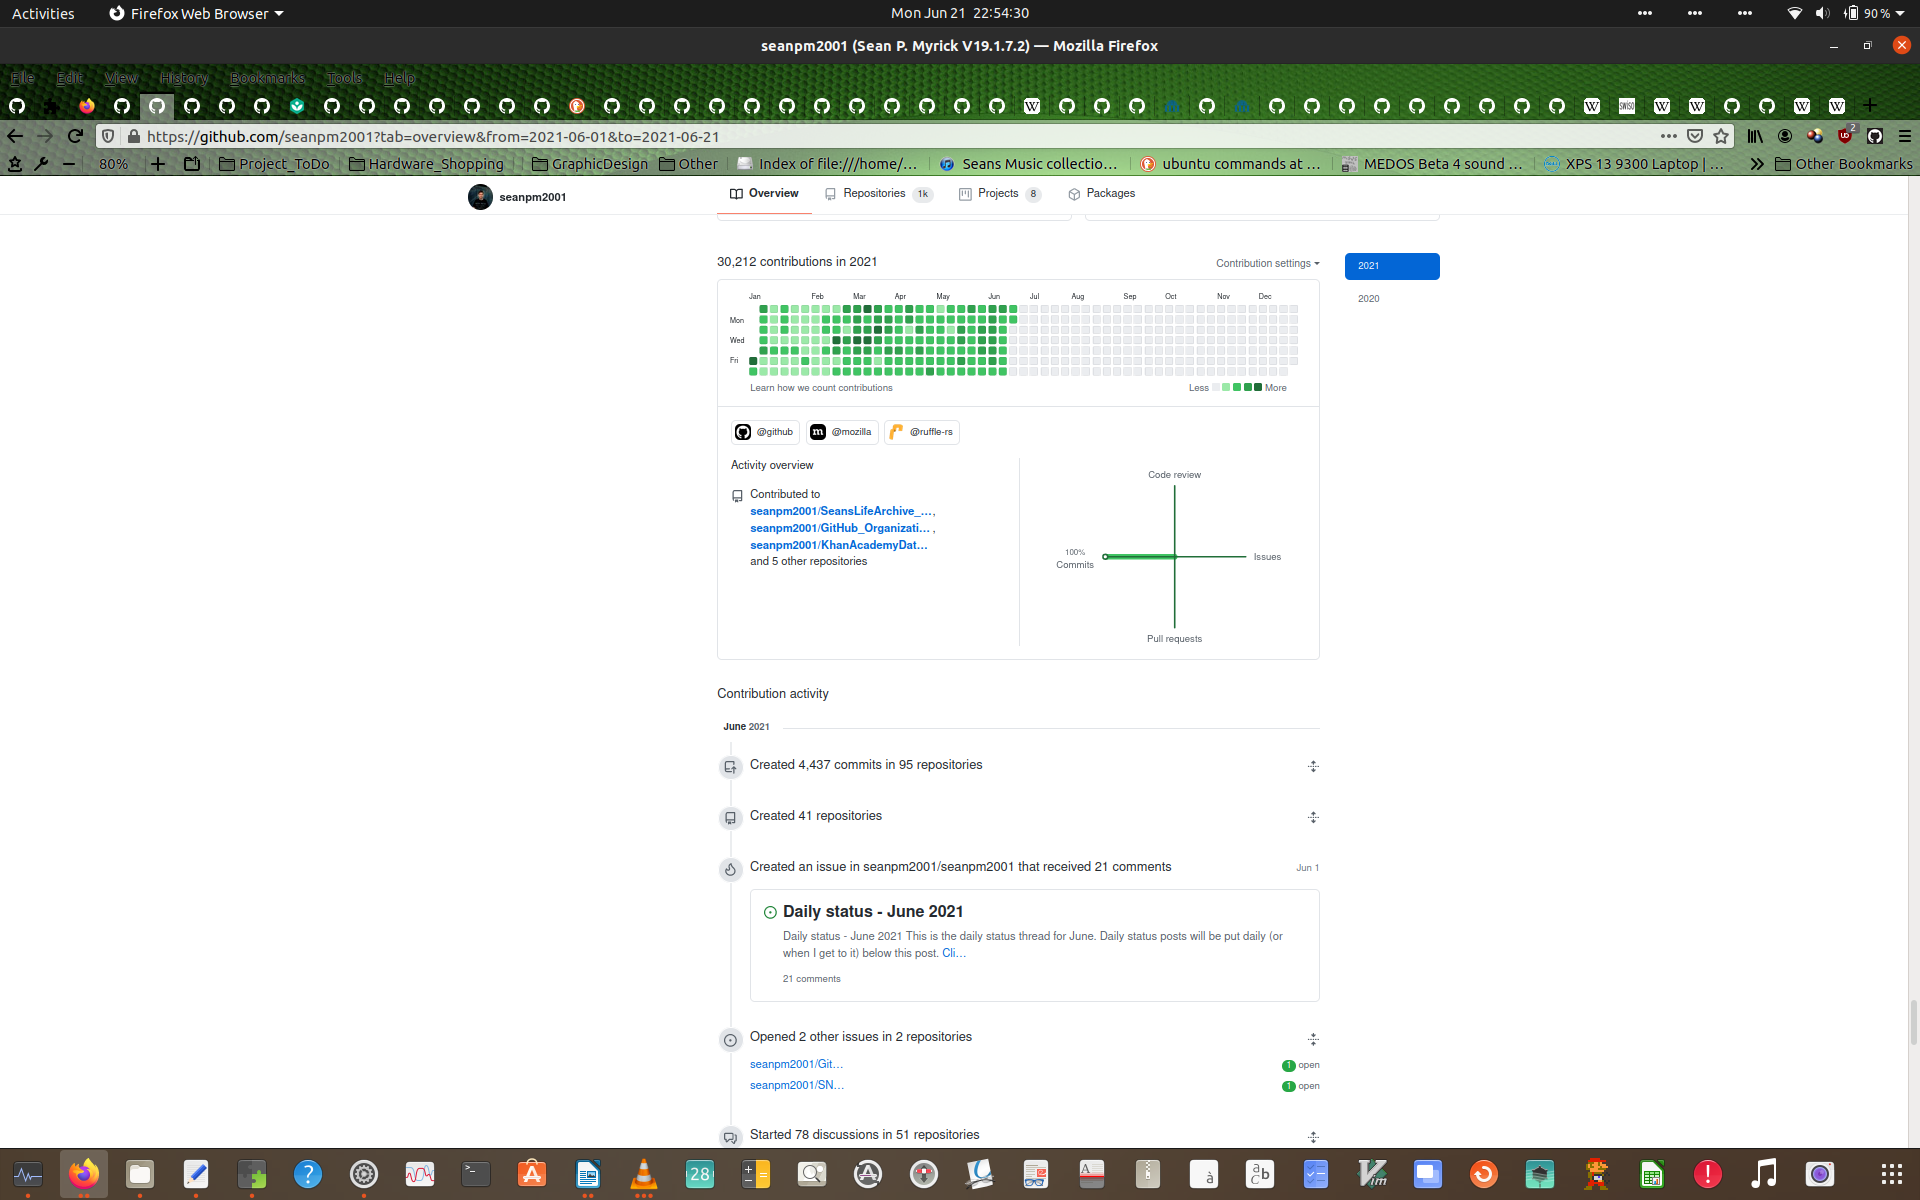 Activities
Firefox Web Browser
Mon Jun 21 22:54:30
90 %
seanpm2001 (Sean P. Myrick V19.1.7.2) — Mozilla Firefox
File Edit View History Bookmarks Tools Help
https://github.com/seanpm2001?tab=overview&from=2021-06-01&to=2021-06-21
2
80%
Project_ToDo
Hardware_Shopping
GraphicDesign
Other
Index of file:///home/...
Seans Music collectio...
ubuntu commands at ...
MEDOS Beta 4 sound ...
XPS 13 9300 Laptop | ...
Other Bookmarks
seanpm2001
Overview
Repositories 1k
Projects 8
Packages
30,212 contributions in 2021
Contribution settings
2021
2020
Jan Feb Mar Apr May Jun Jul Aug Sep Oct Nov Dec
Mon
Wed
Fri
Learn how we count contributions
Less
More
@github
@mozilla
@ruffle-rs
Activity overview
Contributed to
seanpm2001/SeansLifeArchive_...,
seanpm2001/GitHub_Organizati... ,
seanpm2001/KhanAcademyDat...
and 5 other repositories
Code review
100%
Commits
Issues
Pull requests
Contribution activity
June 2021
Created 4,437 commits in 95 repositories
Created 41 repositories
Created an issue in seanpm2001/seanpm2001 that received 21 comments
Jun 1
Daily status - June 2021
Daily status - June 2021 This is the daily status thread for June. Daily status posts will be put daily (or
when I get to it) below this post. Cli...
21 comments
Opened 2 other issues in 2 repositories
seanpm2001/Git...
1 open
seanpm2001/SN...
1 open
Started 78 discussions in 51 repositories
28
Vim